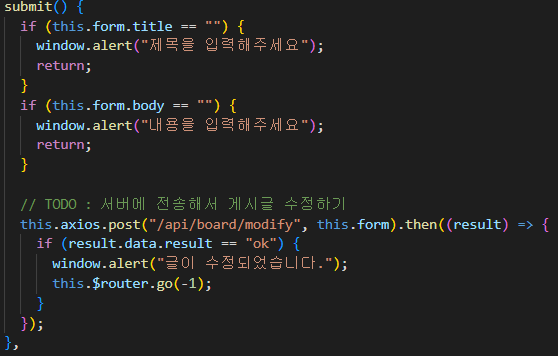 submit() {
if (this.form.title == "") {
window.alert("제목을 입력해주세요");
return;
}
if (this.form.body == "") {
window.alert("내용을 입력해주세요");
return;
}
// TODO : 서버에 전송해서 게시글 수정하기
this.axios.post("/api/board/modify", this.form).then((result) => {
if (result.data.result == "ok") {
window.alert("글이 수정되었습니다.");
this.$router.go(-1);
}
});
},